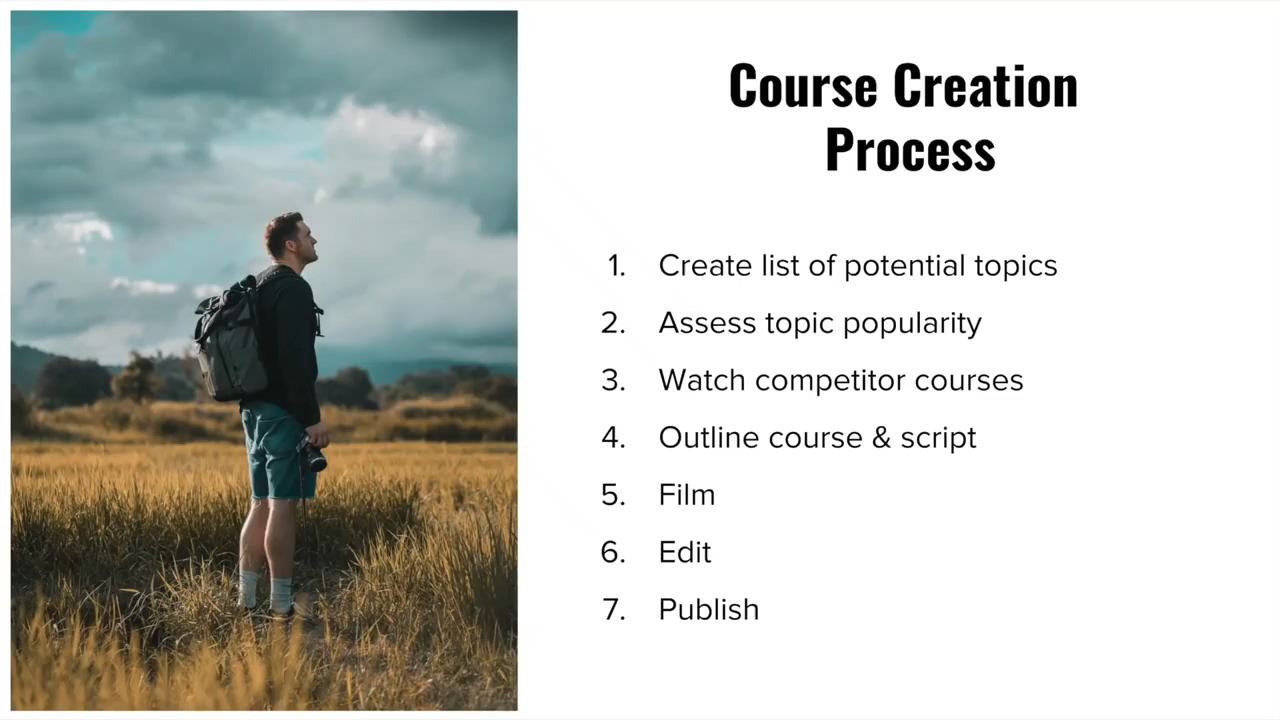 Course Creation
Process
1. Create list of potential topics
2. Assess topic popularity
3. Watch competitor courses
4. Outline course & script
5. Film
6. Edit
7. Publish